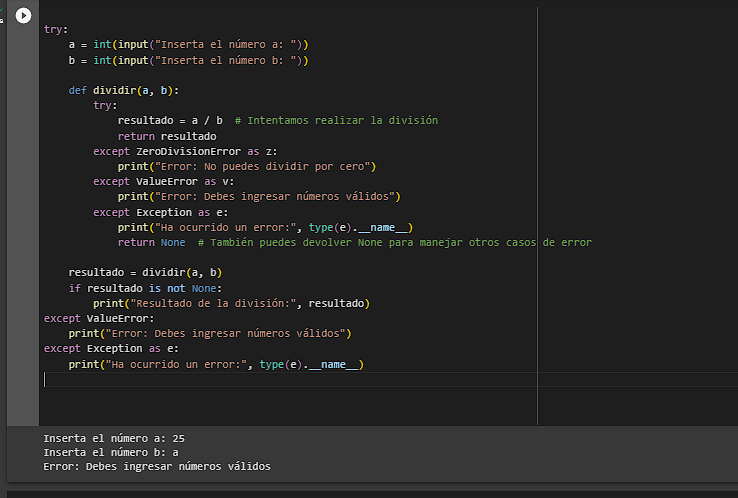 try:
    a = int(input("Inserta el número a: "))
    b = int(input("Inserta el número b: "))

    def dividir(a, b):
        try:
            resultado = a / b  # Intentamos realizar la división
            return resultado
        except ZeroDivisionError as z:
            print("Error: No puedes dividir por cero")
        except ValueError as v:
            print("Error: Debes ingresar números válidos")
        except Exception as e:
            print("Ha ocurrido un error:", type(e).__name__)
            return None  # También puedes devolver None para manejar otros casos de error

    resultado = dividir(a, b)
    if resultado is not None:
        print("Resultado de la división:", resultado)
except ValueError:
    print("Error: Debes ingresar números válidos")
except Exception as e:
    print("Ha ocurrido un error:", type(e).__name__)

Inserta el número a: 25
Inserta el número b: a
Error: Debes ingresar números válidos